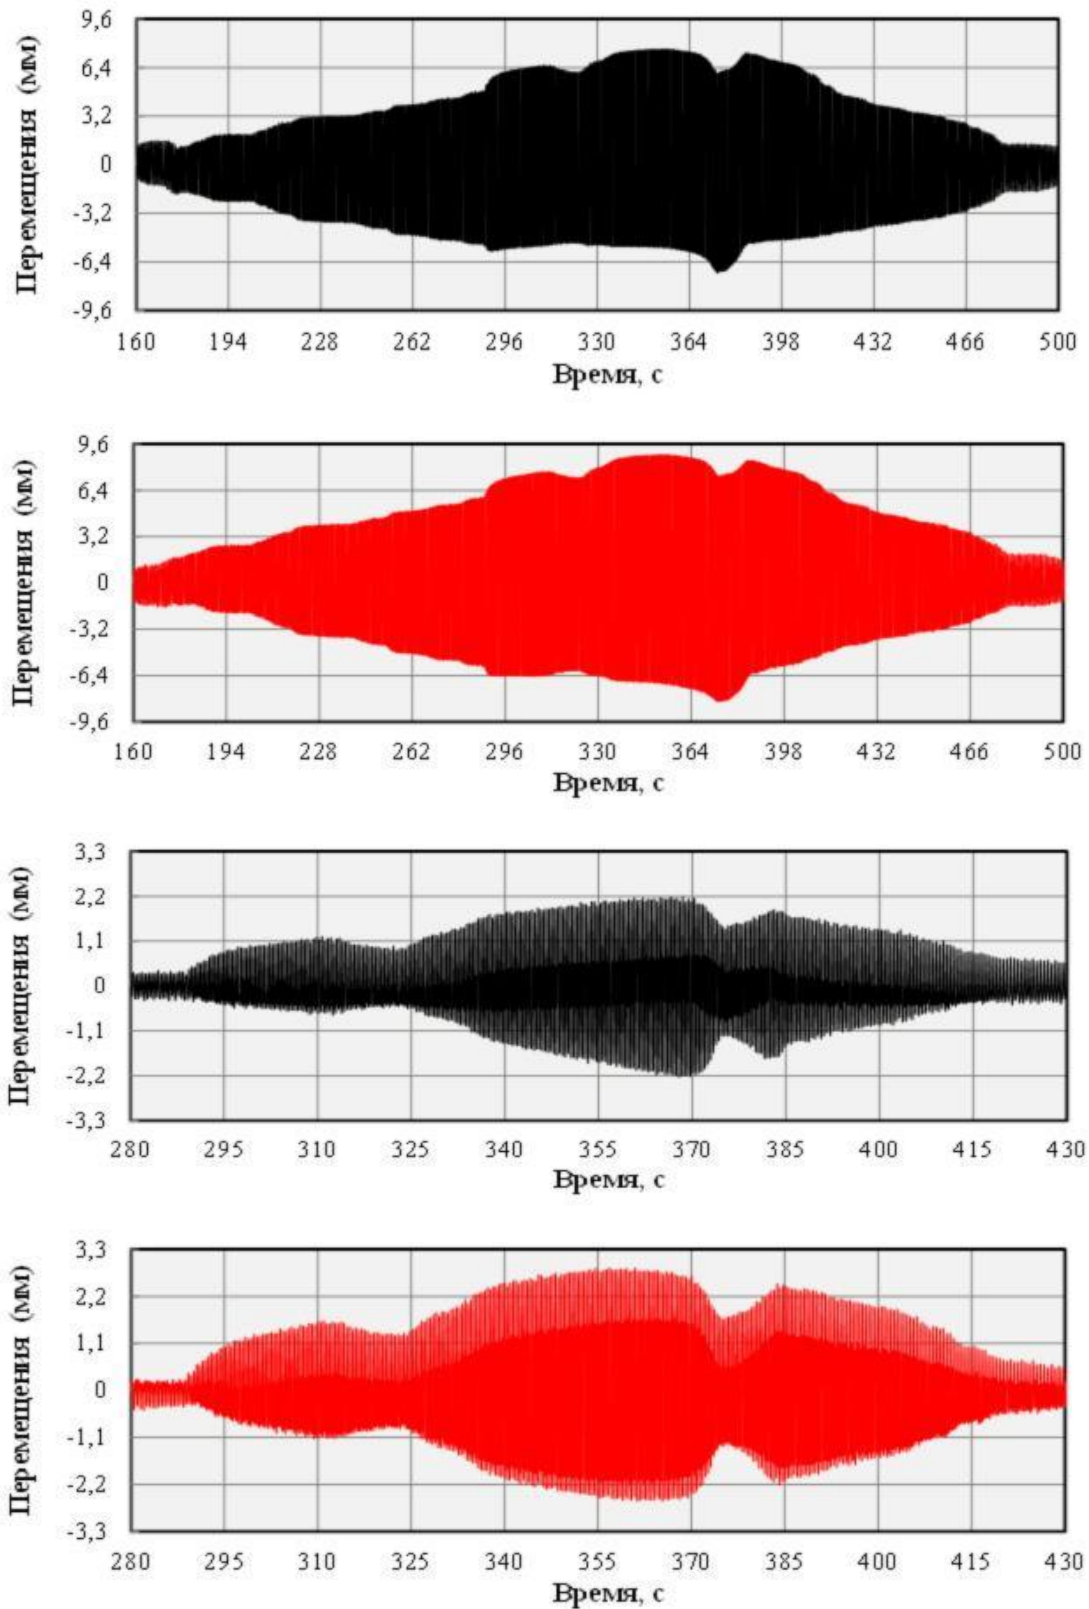 Перемещения (мм)
9,6
6,4
3,2
0
-3,2
-6,4
-9,6
160 194 228 262 296 330 364 398 432 466 500
Время, с
Перемещения (мм)
9,6
6,4
3,2
0
-3,2
-6,4
-9,6
160 194 228 262 296 330 364 398 432 466 500
Время, с
Перемещения (мм)
3,3
2,2
1,1
0
-1,1
-2,2
-3,3
280 295 310 325 340 355 370 385 400 415 430
Время, с
Перемещения (мм)
3,3
2,2
1,1
0
-1,1
-2,2
-3,3
280 295 310 325 340 355 370 385 400 415 430
Время, с